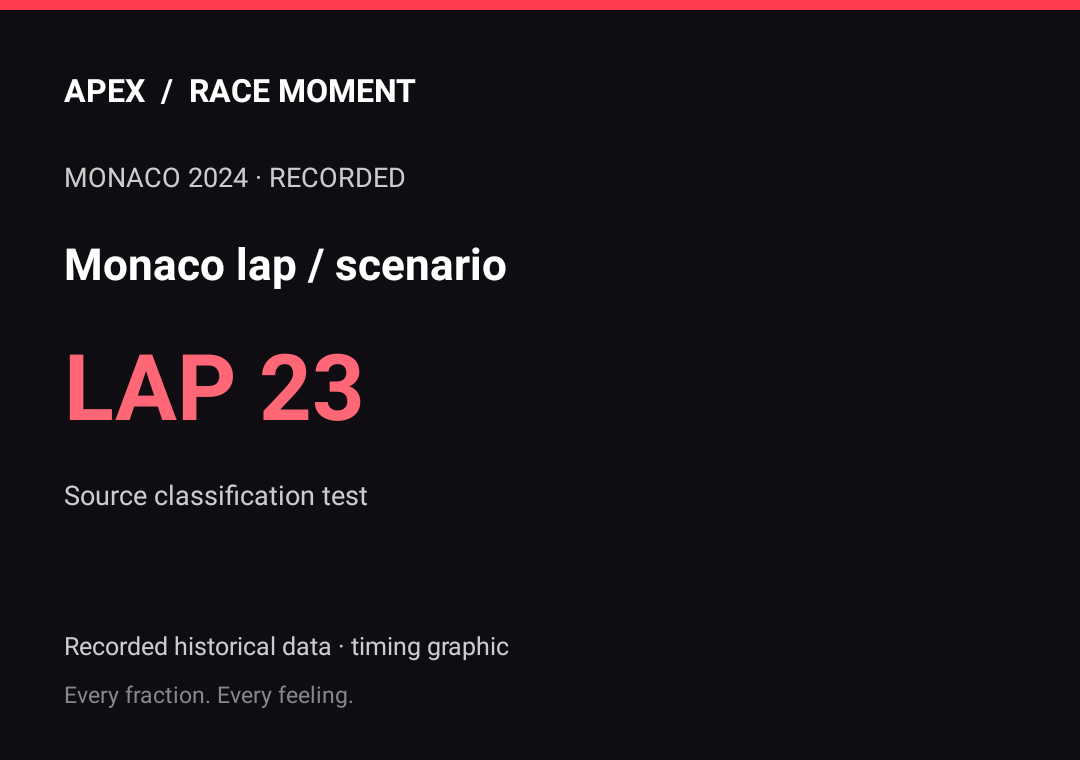 APEX / RACE MOMENT
MONACO 2024 · RECORDED
Monaco lap / scenario
LAP 23
Source classification test
Recorded historical data · timing graphic
Every fraction. Every feeling.